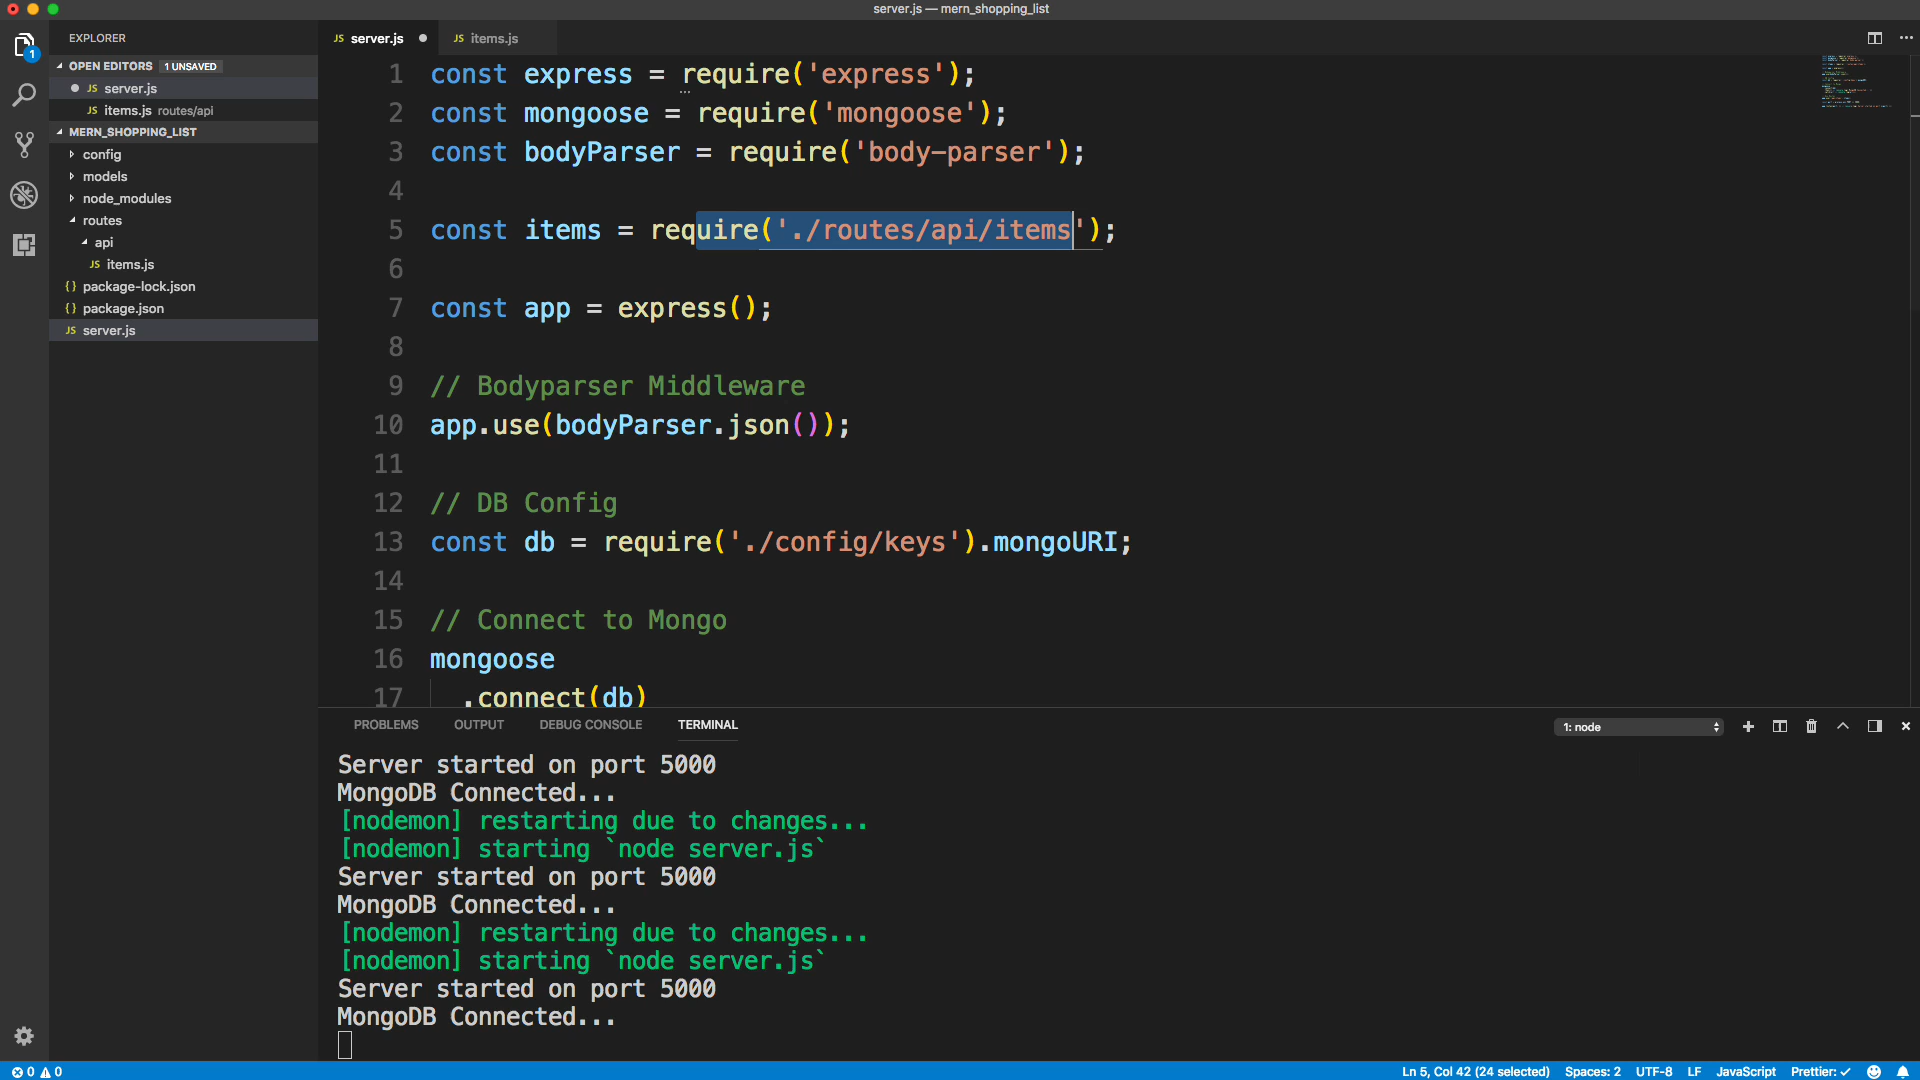 server.js — mern_shopping_list
EXPLORER
OPEN EDITORS 1 UNSAVED
JS server.js
JS items.js routes/api
MERN_SHOPPING_LIST
config
models
node_modules
routes
api
JS items.js
{} package-lock.json
{} package.json
JS server.js
1
JS server.js
JS items.js
1 const express = require('express');
2 const mongoose = require('mongoose');
3 const bodyParser = require('body-parser');
4
5 const items = require('./routes/api/items');
6
7 const app = express();
8
9 // Bodyparser Middleware
10 app.use(bodyParser.json());
11
12 // DB Config
13 const db = require('./config/keys').mongoURI;
14
15 // Connect to Mongo
16 mongoose
17 .connect(db)
PROBLEMS OUTPUT DEBUG CONSOLE TERMINAL 1: node
Server started on port 5000
MongoDB Connected...
[nodemon] restarting due to changes...
[nodemon] starting `node server.js`
Server started on port 5000
MongoDB Connected...
[nodemon] restarting due to changes...
[nodemon] starting `node server.js`
Server started on port 5000
MongoDB Connected...
0 0 Ln 5, Col 42 (24 selected) Spaces: 2 UTF-8 LF JavaScript Prettier: ✓